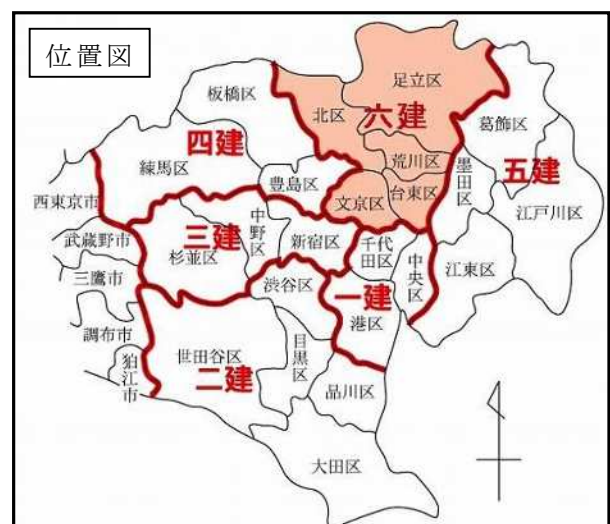 位置図
足立区
板橋区
北区
六建
葛飾区
四建
荒川区
墨田区
五建
練馬区
豊島区
台東区
西東京市
文京区
江戸川区
武蔵野市
三建
中野区
新宿区
千代田区
中央区
江東区
杉並区
三鷹市
渋谷区
一建
港区
調布市
世田谷区
目黒区
狛江市
二建
品川区
大田区